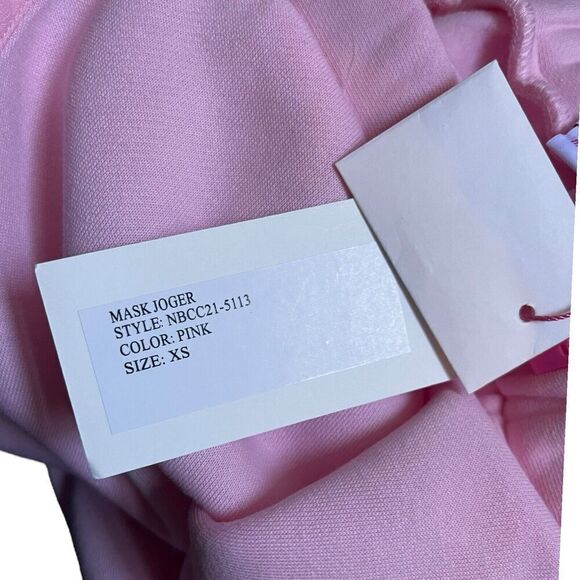 MASK JOGER
STYLE: NBCC21-5113
COLOR: PINK
SIZE: XS